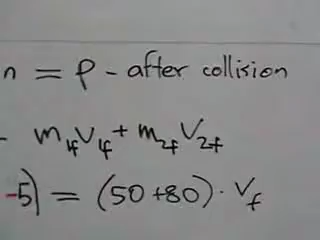 n = P - after collision
- m1f V1f + m2f V2f
-5) = (50+80) · Vf